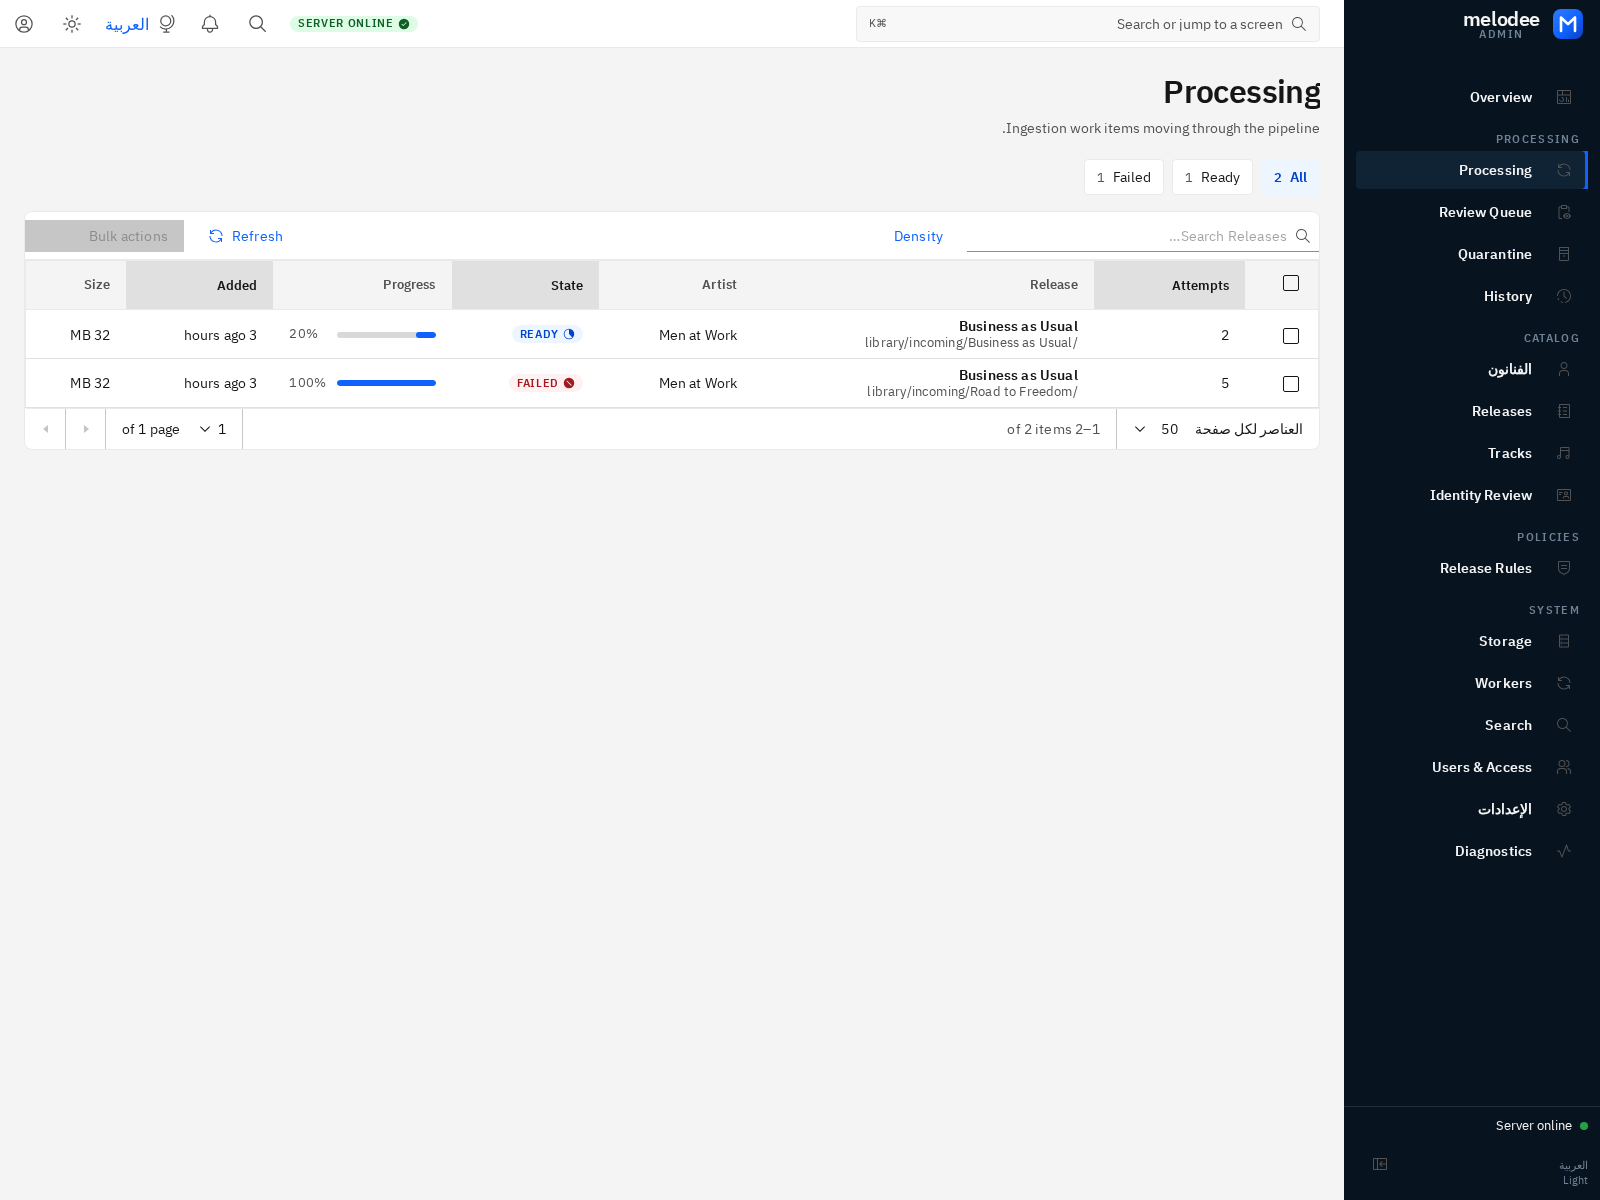 melodee
ADMIN
Overview
PROCESSING
Processing
Review Queue
Quarantine
History
CATALOG
الفنانون
Releases
Tracks
Identity Review
POLICIES
Release Rules
SYSTEM
Storage
Workers
Search
Users & Access
الإعدادات
Diagnostics
Server online
العربية
Light
Search or jump to a screen
K⌘
SERVER ONLINE
العربية
Processing
.Ingestion work items moving through the pipeline
All 2
Ready 1
Failed 1
...Search Releases
Density
Refresh
Bulk actions
Attempts Release Artist State Progress Added Size
2 Business as Usual Men at Work READY 20% hours ago 3 MB 32
library/incoming/Business as Usual/
5 Business as Usual Men at Work FAILED 100% hours ago 3 MB 32
library/incoming/Road to Freedom/
العناصر لكل صفحة 50
of 2 items 2–1
1 of 1 page